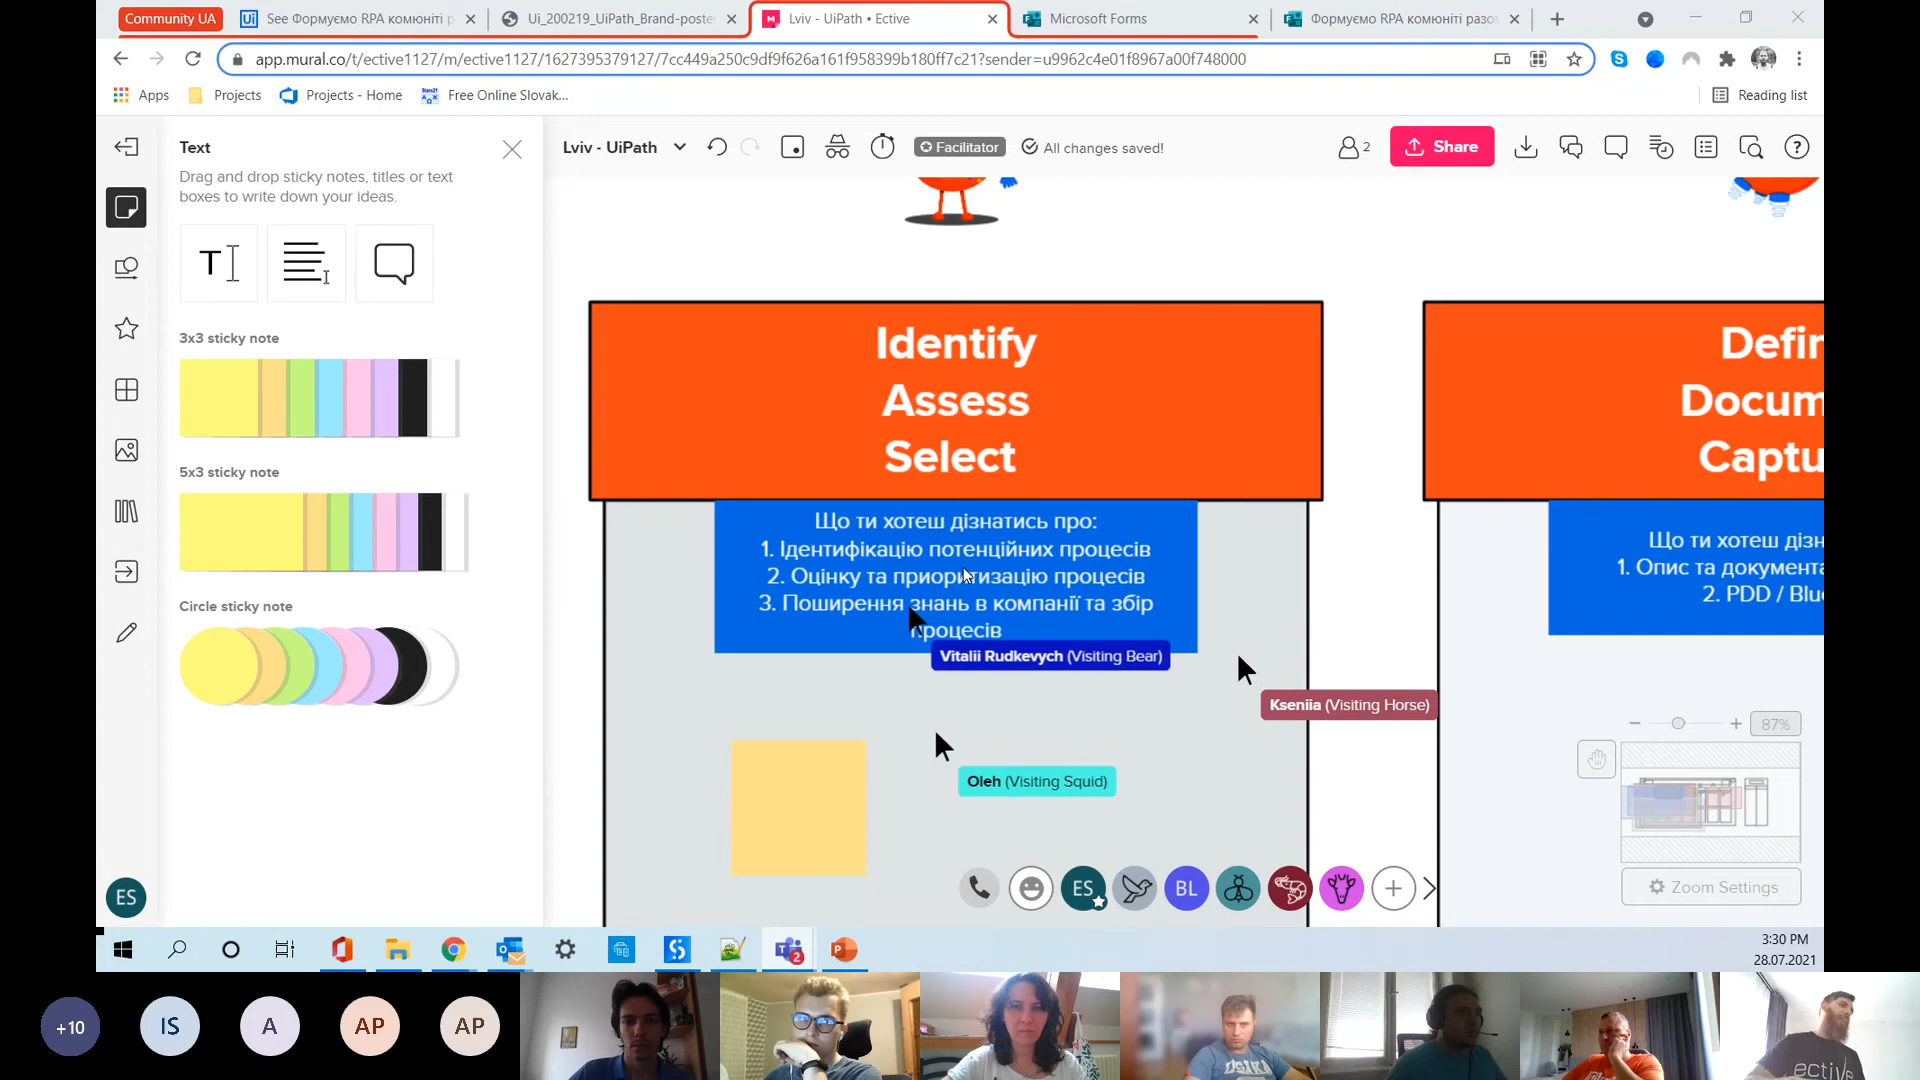 Community UA
See Формуємо RPA комюніті р
Ui_200219_UiPath_Brand-poste
Lviv - UiPath • Ective
Microsoft Forms
Формуємо RPA комюніті разо
app.mural.co/t/ective1127/m/ective1127/1627395379127/7cc449a250c9df9f626a161f958399b180ff7c21?sender=u9962c4e01f8967a00f748000
Apps
Projects
Projects - Home
Free Online Slovak...
Reading list
Text
Drag and drop sticky notes, titles or text
boxes to write down your ideas.
3x3 sticky note
5x3 sticky note
Circle sticky note
Lviv - UiPath
Facilitator
All changes saved!
2
Share
Identify
Assess
Select
Що ти хотеш дізнатись про:
1. Ідентифікацію потенційних процесів
2. Оцінку та приоритизацію процесів
3. Поширення знань в компанії та збір
процесів
Vitalii Rudkevych (Visiting Bear)
Kseniia (Visiting Horse)
Oleh (Visiting Squid)
Defin
Docum
Captu
Що ти хотеш дізн
1. Опис та документа
2. PDD / Blue
87%
Zoom Settings
ES
ES
BL
3:30 PM
28.07.2021
+10
IS
A
AP
AP
ective